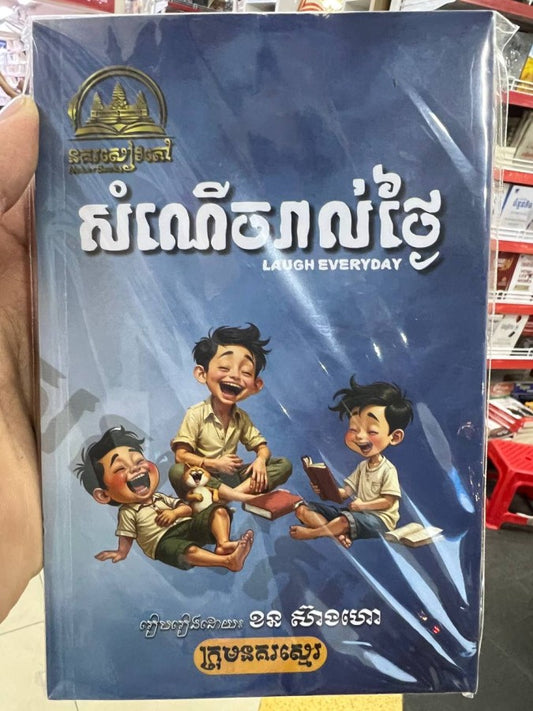 នគរសៀវភៅ
សំណើចរាល់ថ្ងៃ
LAUGH EVERYDAY
រៀបរៀងដោយ៖ ខន ស៊ាងហោ
ក្រុមនគរស្មេរ